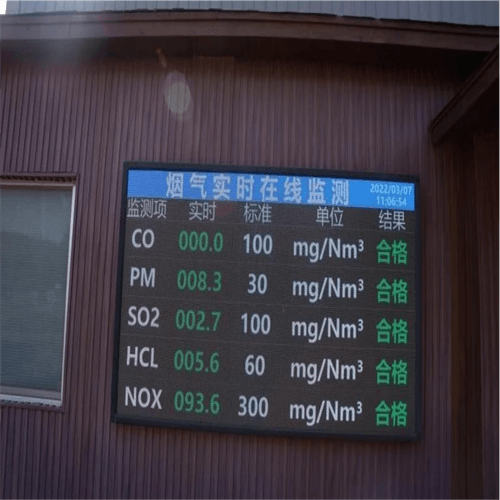 烟气实时在线监测 2022/03/07 11:06:54
监测项 实时 标准 单位 结果
CO 000.0 100 mg/Nm³ 合格
PM 008.3 30 mg/Nm³ 合格
SO2 002.7 100 mg/Nm³ 合格
HCL 005.6 60 mg/Nm³ 合格
NOX 093.6 300 mg/Nm³ 合格